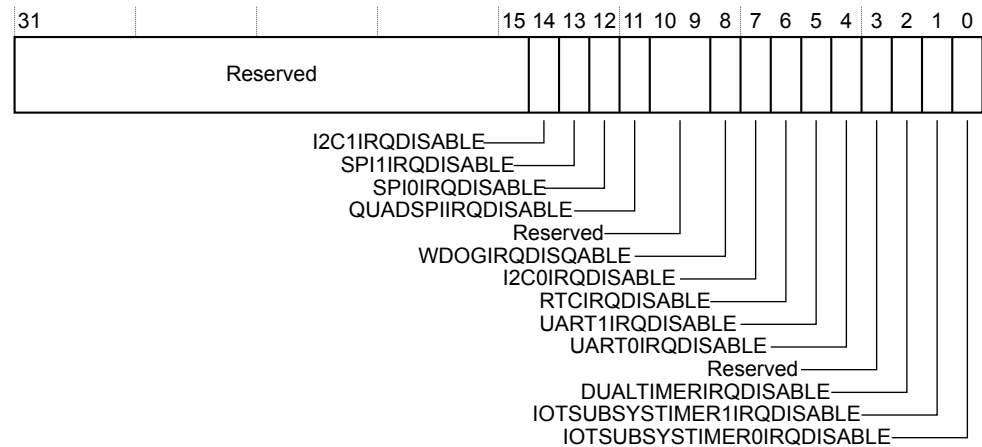 31 15 14 13 12 11 10 9 8 7 6 5 4 3 2 1 0
Reserved
I2C1IRQDISABLE
SPI1IRQDISABLE
SPI0IRQDISABLE
QUADSPIIRQDISABLE
Reserved
WDOGIRQDISQABLE
I2C0IRQDISABLE
RTCIRQDISABLE
UART1IRQDISABLE
UART0IRQDISABLE
Reserved
DUALTIMERIRQDISABLE
IOTSUBSYSTIMER1IRQDISABLE
IOTSUBSYSTIMER0IRQDISABLE